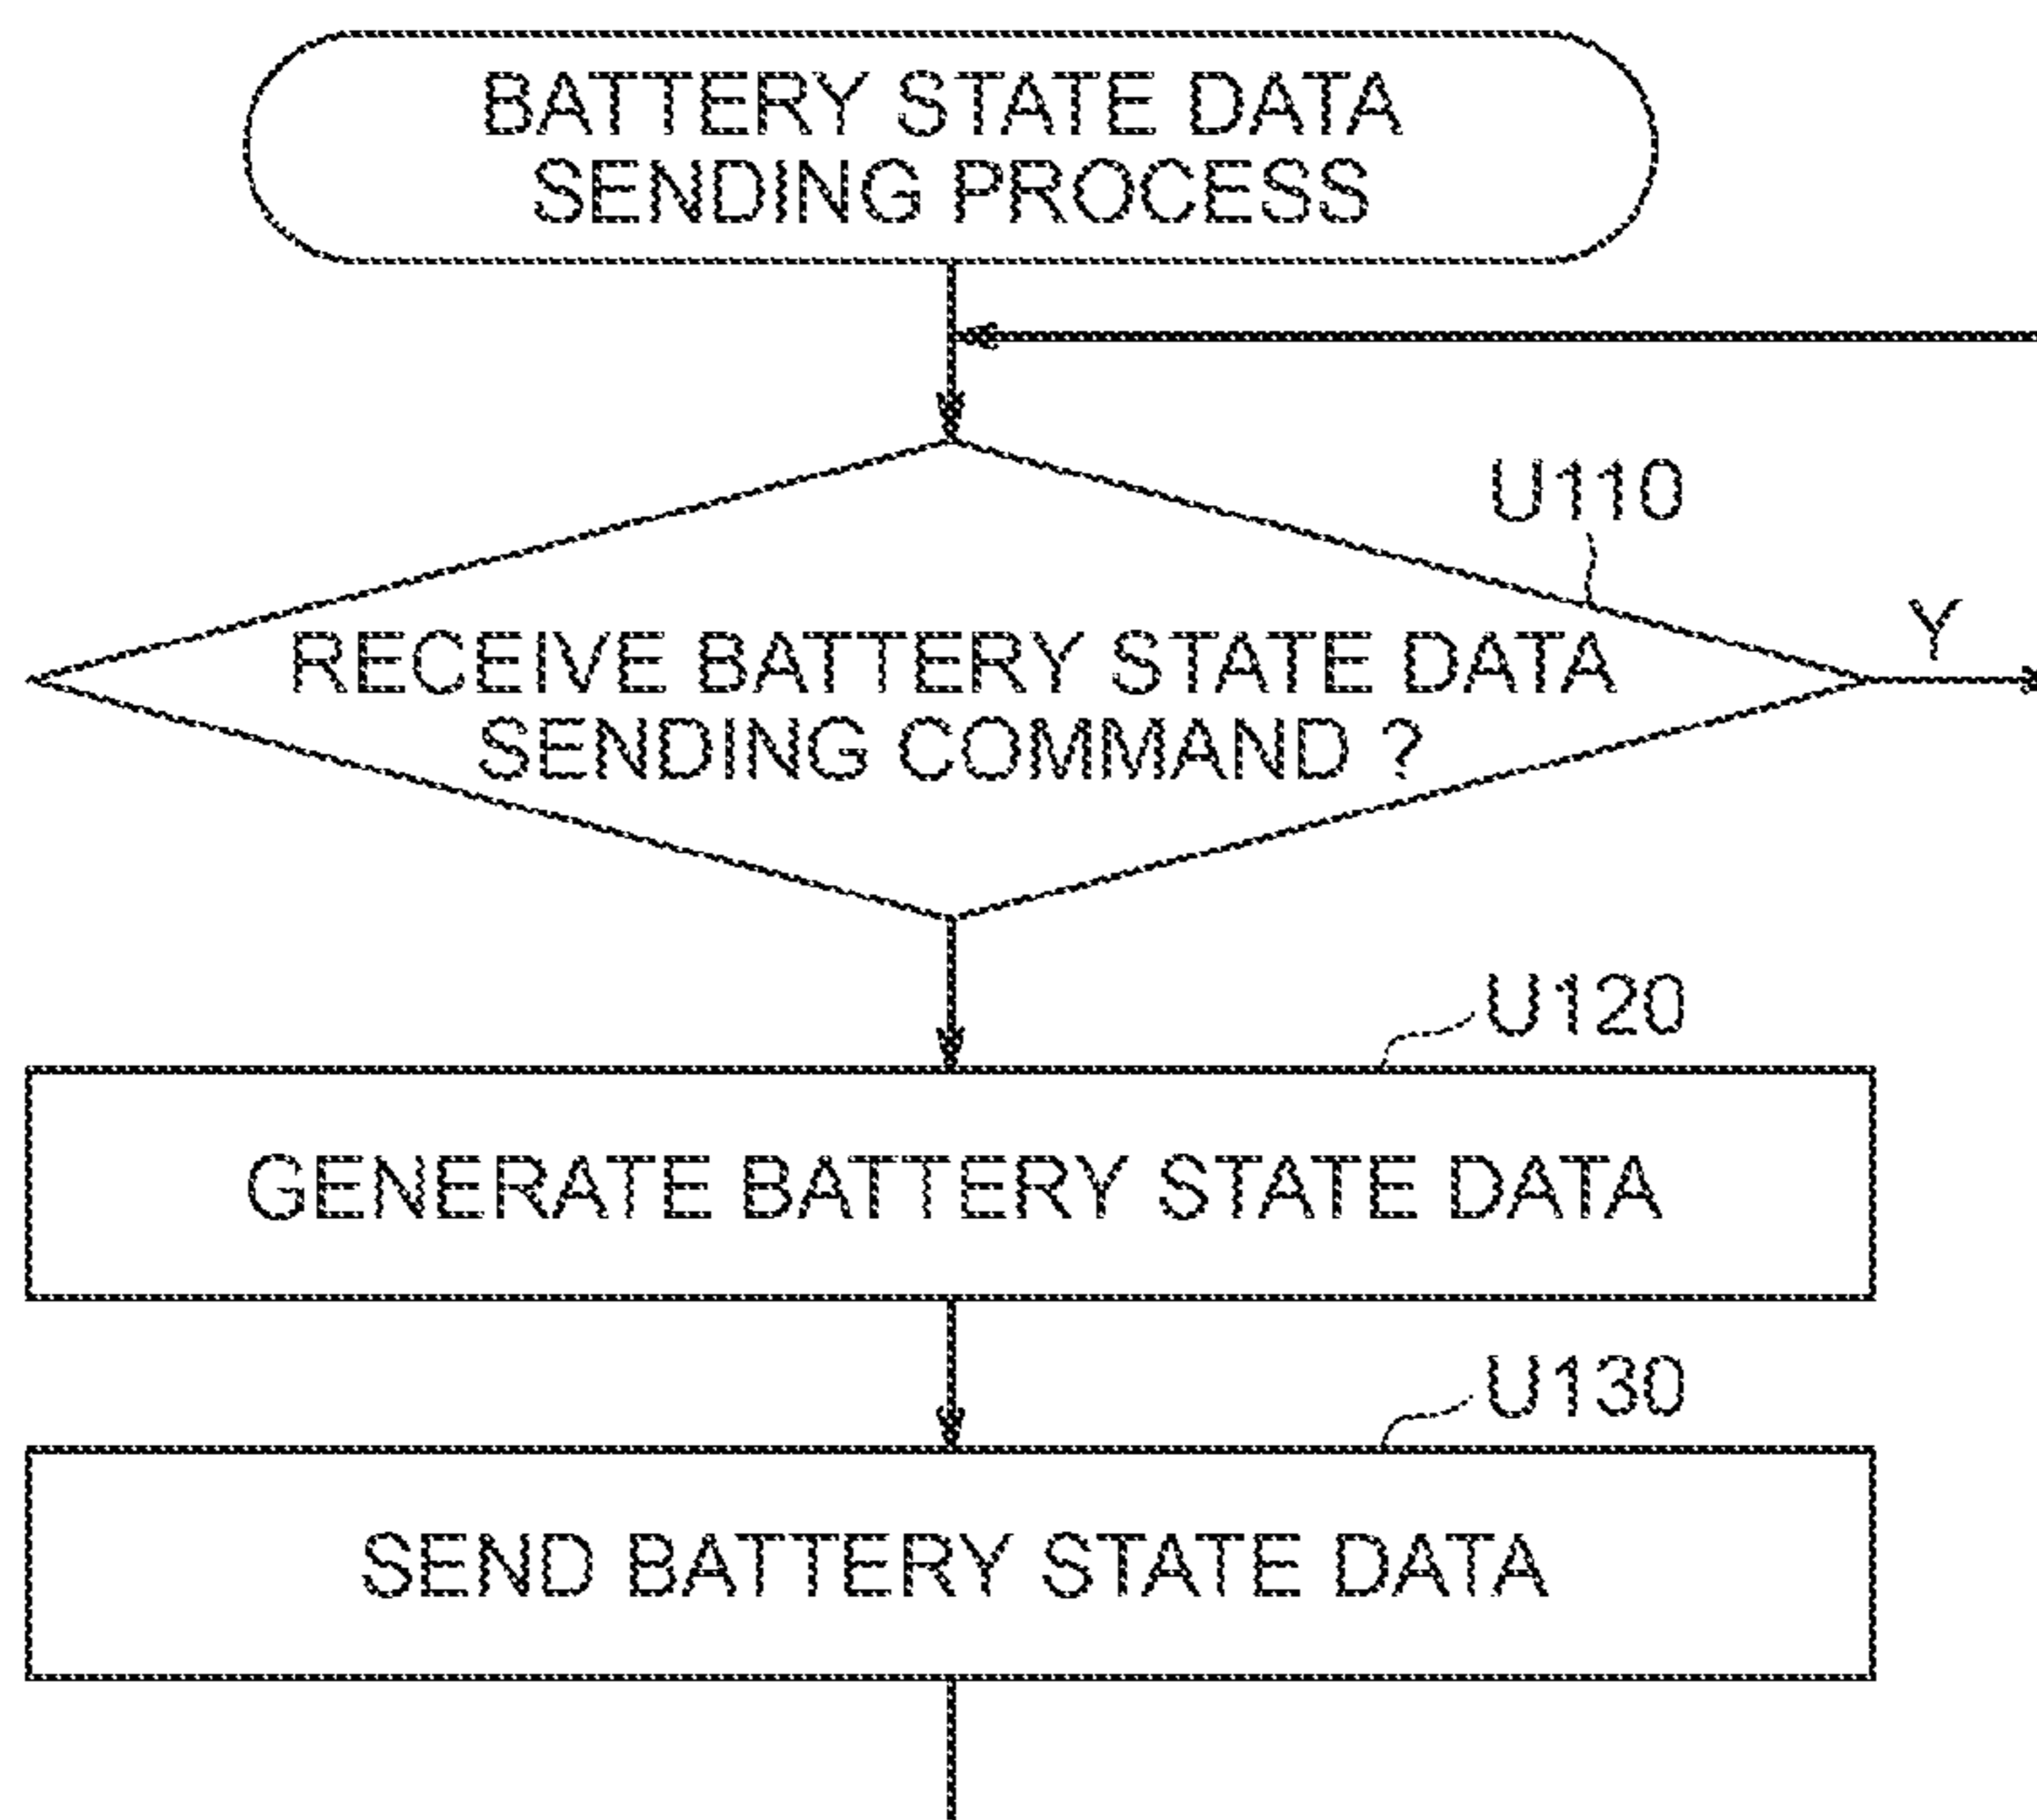 BATTERY STATE DATA
SENDING PROCESS
U110
RECEIVE BATTERY STATE DATA
SENDING COMMAND ?
Y
U120
GENERATE BATTERY STATE DATA
U130
SEND BATTERY STATE DATA